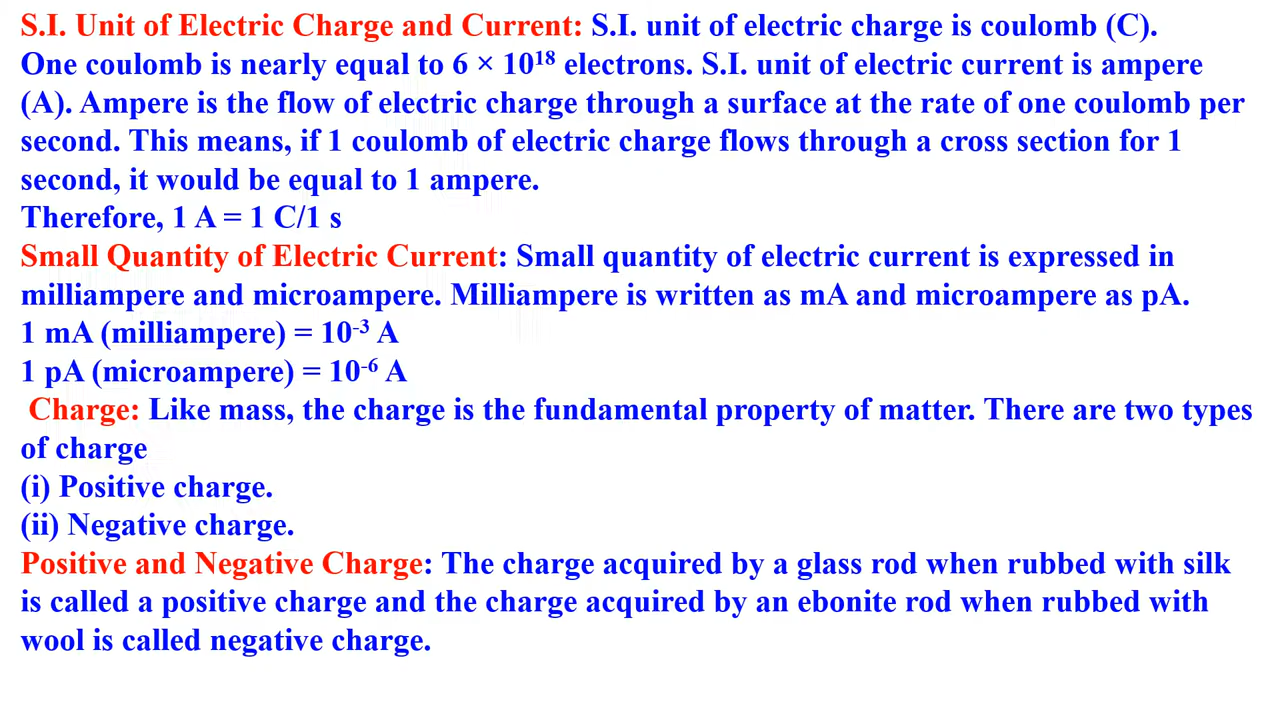 S.I. Unit of Electric Charge and Current: S.I. unit of electric charge is coulomb (C).
One coulomb is nearly equal to 6 × 10¹⁸ electrons. S.I. unit of electric current is ampere
(A). Ampere is the flow of electric charge through a surface at the rate of one coulomb per
second. This means, if 1 coulomb of electric charge flows through a cross section for 1
second, it would be equal to 1 ampere.
Therefore, 1 A = 1 C/1 s
Small Quantity of Electric Current: Small quantity of electric current is expressed in
milliampere and microampere. Milliampere is written as mA and microampere as pA.
1 mA (milliampere) = 10⁻³ A
1 pA (microampere) = 10⁻⁶ A
Charge: Like mass, the charge is the fundamental property of matter. There are two types
of charge
(i) Positive charge.
(ii) Negative charge.
Positive and Negative Charge: The charge acquired by a glass rod when rubbed with silk
is called a positive charge and the charge acquired by an ebonite rod when rubbed with
wool is called negative charge.